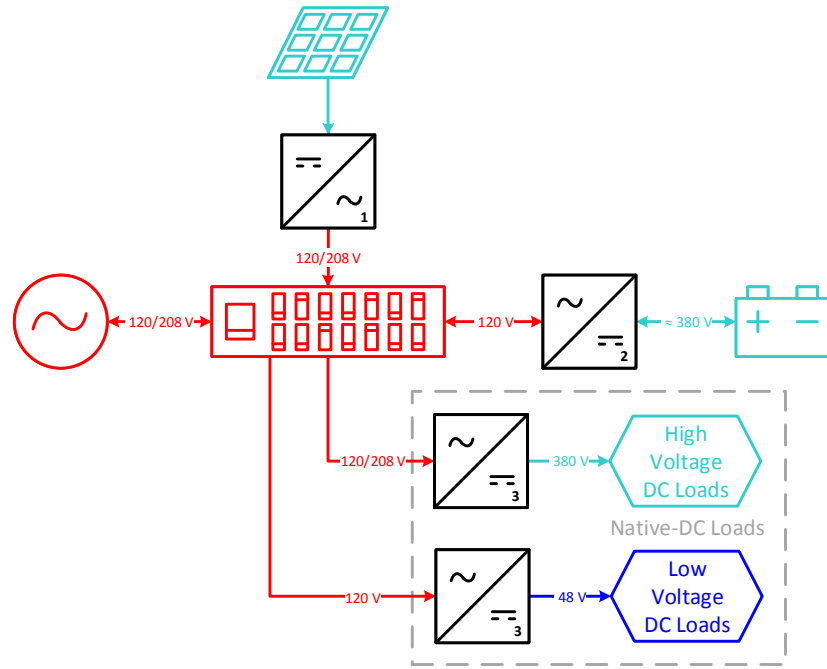 1
120/208 V
120/208 V
120 V
2
≈ 380 V
+ −
120/208 V
3
380 V
High
Voltage
DC Loads
Native-DC Loads
120 V
3
48 V
Low
Voltage
DC Loads